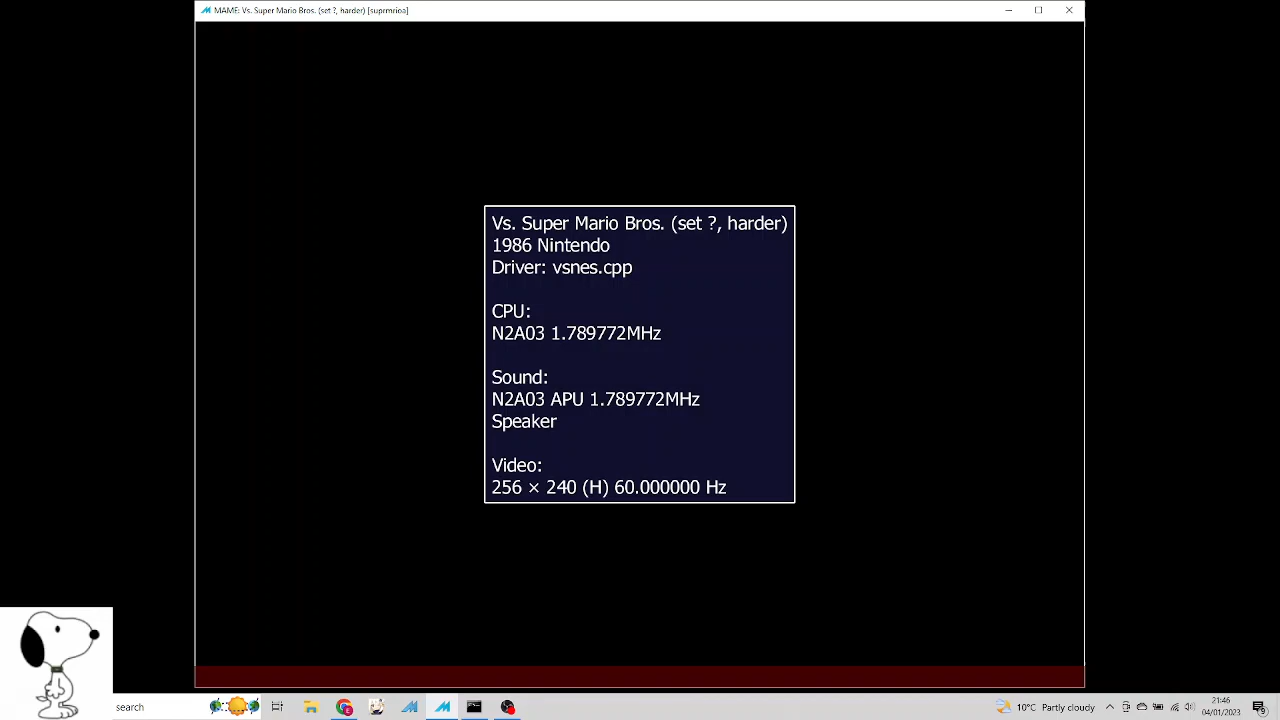 MAME: Vs. Super Mario Bros. (set ?, harder) [suprmrioa]
Vs. Super Mario Bros. (set ?, harder)
1986 Nintendo
Driver: vsnes.cpp
CPU:
N2A03 1.789772MHz
Sound:
N2A03 APU 1.789772MHz
Speaker
Video:
256 × 240 (H) 60.000000 Hz
search
10°C Partly cloudy
21:46
04/01/2023